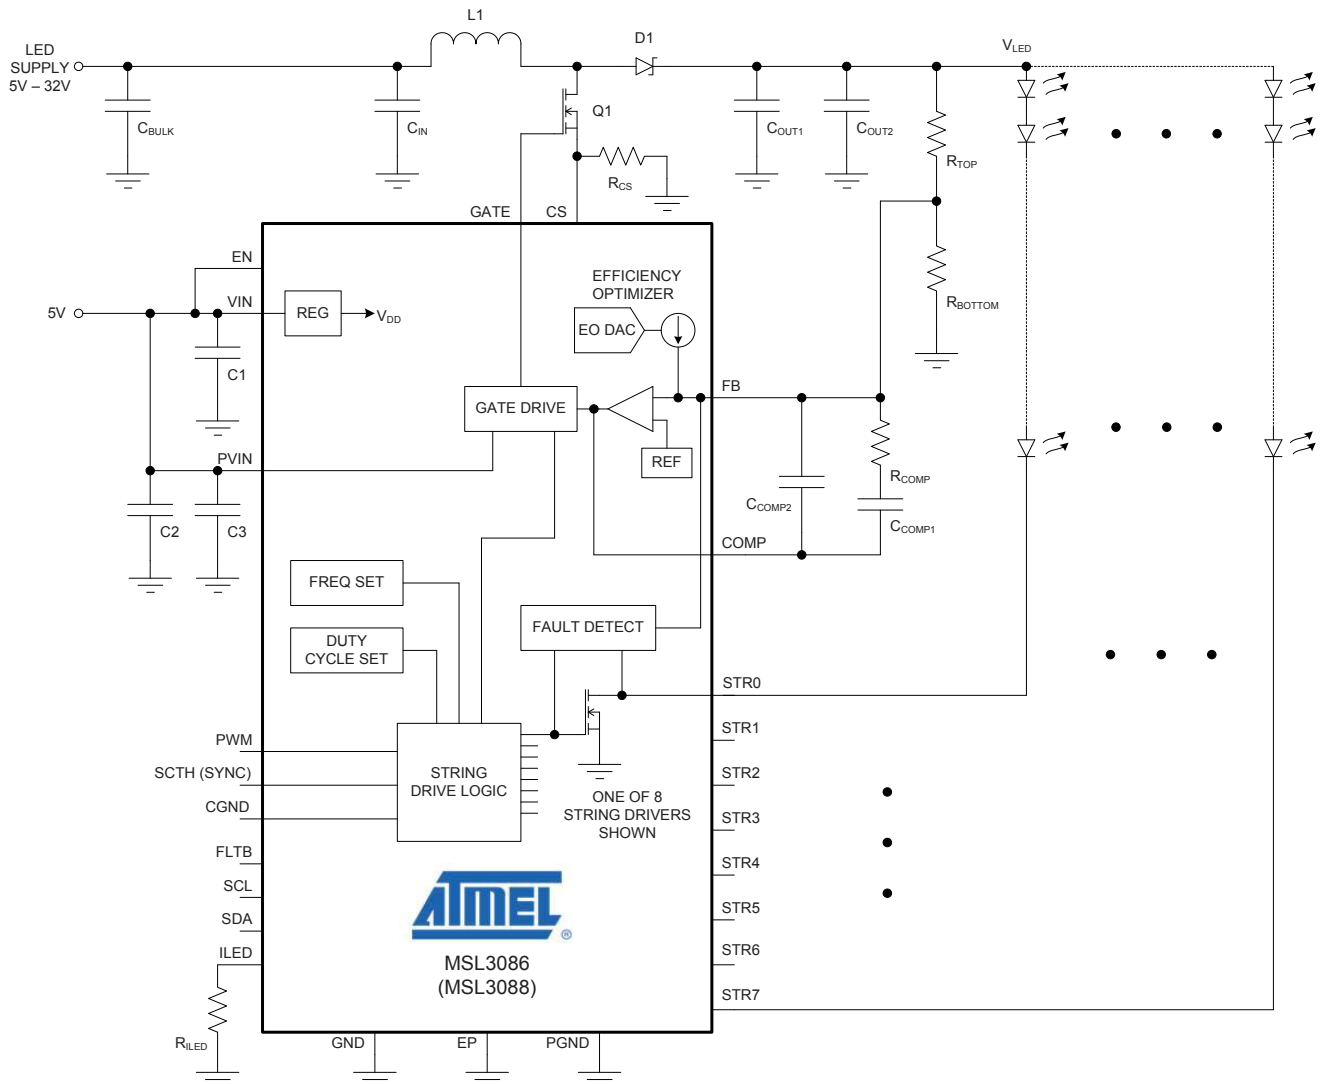 L1
LED
SUPPLY
5V – 32V
D1
VLED
CBULK
CIN
Q1
COUT1
COUT2
RTOP
RCS
GATE
CS
EN
VIN
5V
REG
VDD
EFFICIENCY
OPTIMIZER
EO DAC
RBOTTOM
C1
FB
GATE DRIVE
REF
PVIN
RCOMP
CCOMP2
CCOMP1
C2
C3
COMP
FREQ SET
DUTY
CYCLE SET
FAULT DETECT
STR0
STR1
PWM
SCTH (SYNC)
CGND
STRING
DRIVE LOGIC
STR2
ONE OF 8
STRING DRIVERS
SHOWN
STR3
FLTB
STR4
SCL
SDA
STR5
ATMEL
®
ILED
STR6
MSL3086
(MSL3088)
STR7
RILED
GND
EP
PGND